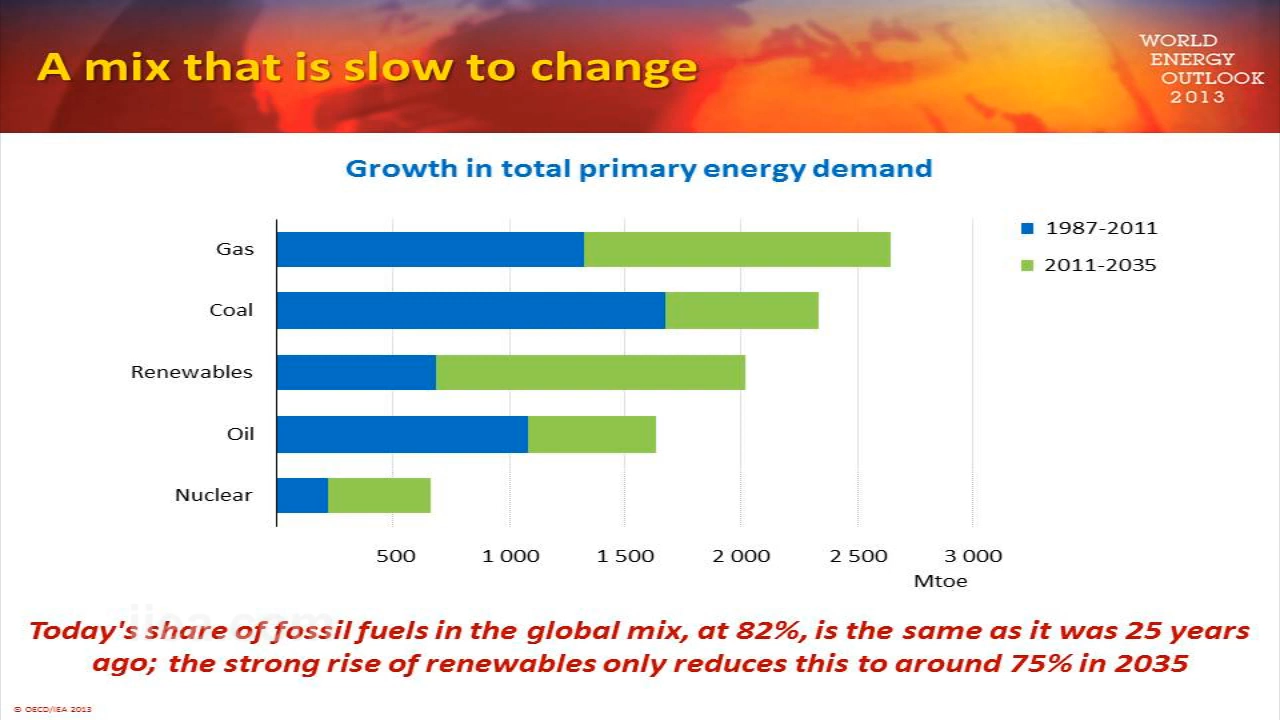 A mix that is slow to change
WORLD
ENERGY
OUTLOOK
2013
Growth in total primary energy demand
1987-2011
2011-2035
Gas
Coal
Renewables
Oil
Nuclear
500 1 000 1 500 2 000 2 500 3 000
Mtoe
iiea.com
Today's share of fossil fuels in the global mix, at 82%, is the same as it was 25 years
ago; the strong rise of renewables only reduces this to around 75% in 2035
© OECD/IEA 2013